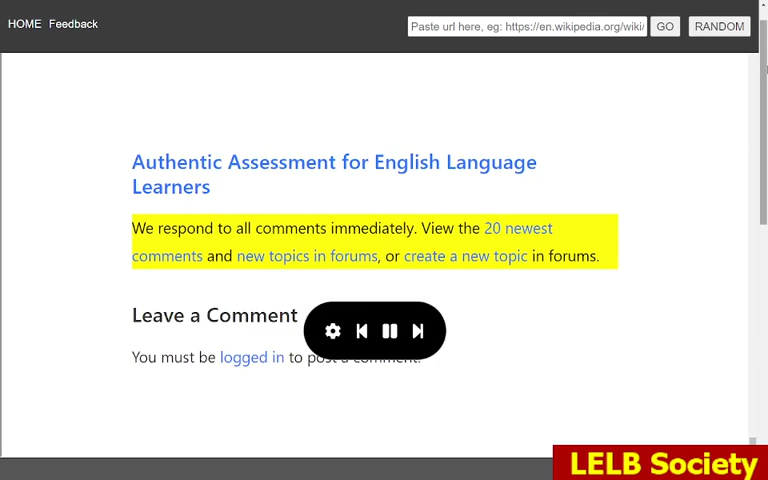 HOME Feedback
Paste url here, eg: https://en.wikipedia.org/wiki/
GO
RANDOM
Authentic Assessment for English Language
Learners
We respond to all comments immediately. View the 20 newest
comments and new topics in forums, or create a new topic in forums.
Leave a Comment
You must be logged in to post a comment.
LELB Society